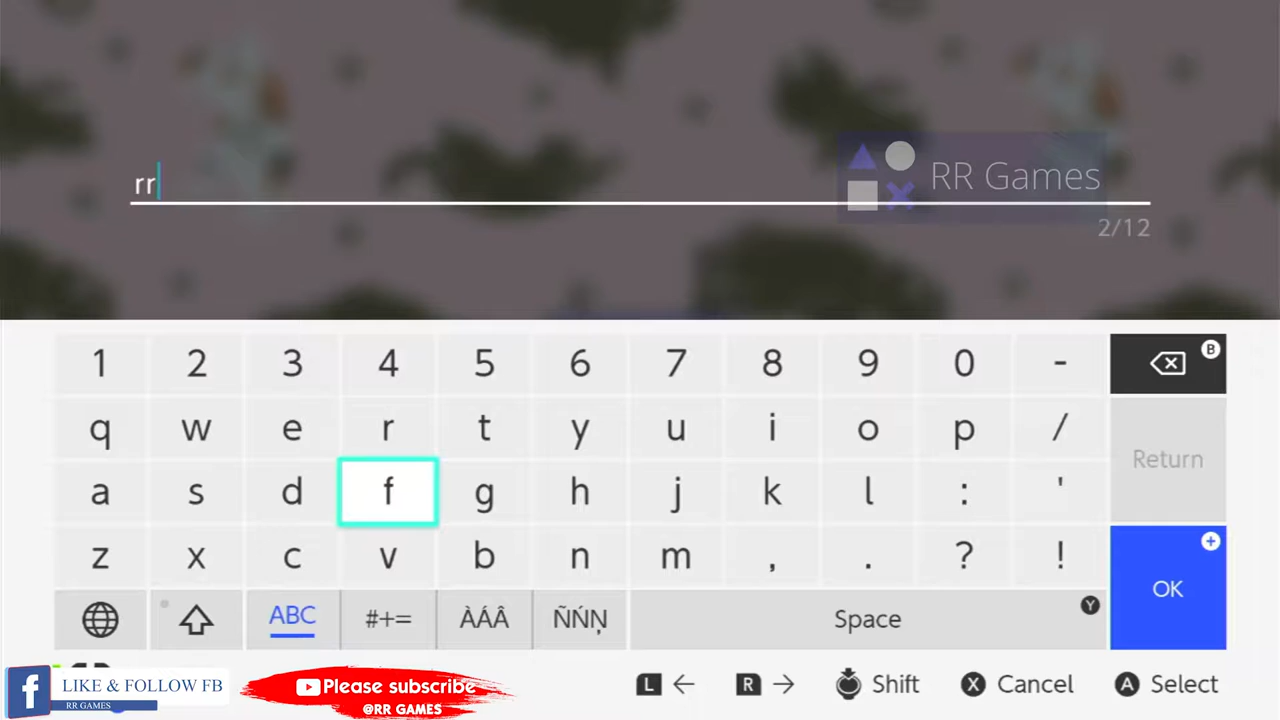 rr
RR Games
2/12
1 2 3 4 5 6 7 8 9 0 - B
q w e r t y u i o p /
Return
a s d f g h j k l : '
z x c v b n m , . ? !
+
OK
ABC #+= ÀÁÂ ÑŃŅ Space Y
L ← R → Shift X Cancel A Select
f LIKE & FOLLOW FB
RR GAMES
Please subscribe
@RR GAMES